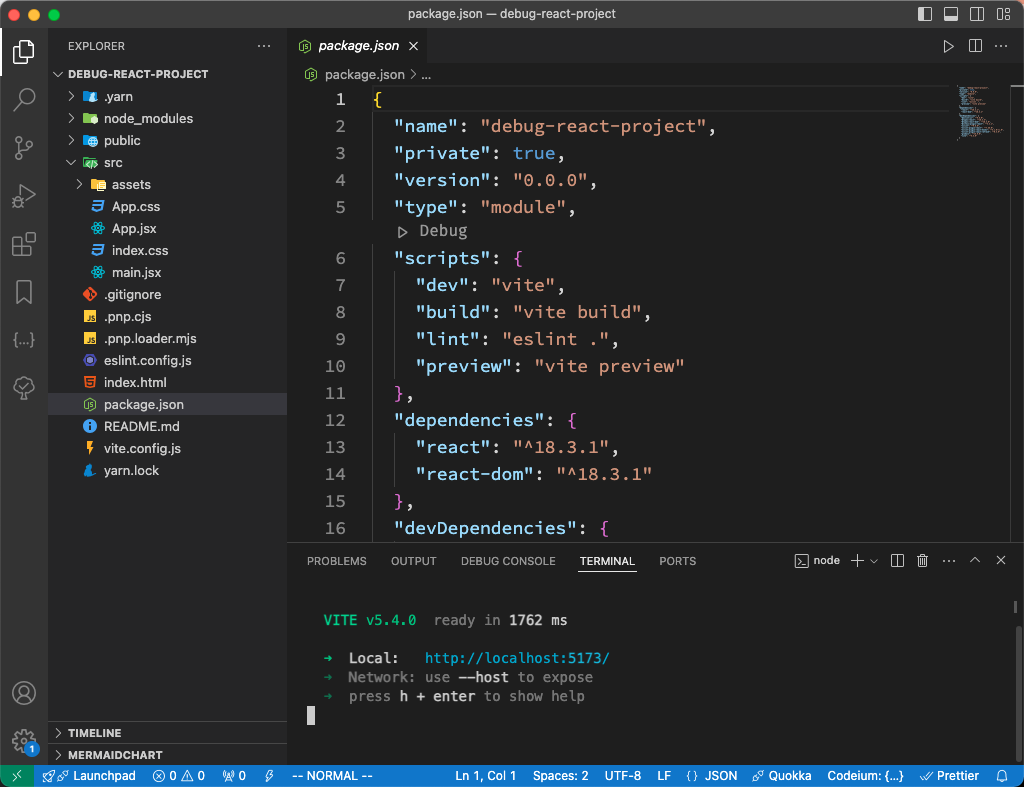 package.json — debug-react-project
EXPLORER
DEBUG-REACT-PROJECT
.yarn
node_modules
public
src
assets
App.css
App.jsx
index.css
main.jsx
.gitignore
.pnp.cjs
.pnp.loader.mjs
eslint.config.js
index.html
package.json
README.md
vite.config.js
yarn.lock
TIMELINE
MERMAIDCHART
package.json
package.json > ...
1 {
2 "name": "debug-react-project",
3 "private": true,
4 "version": "0.0.0",
5 "type": "module",
Debug
6 "scripts": {
7 "dev": "vite",
8 "build": "vite build",
9 "lint": "eslint .",
10 "preview": "vite preview"
11 },
12 "dependencies": {
13 "react": "^18.3.1",
14 "react-dom": "^18.3.1"
15 },
16 "devDependencies": {
PROBLEMS OUTPUT DEBUG CONSOLE TERMINAL PORTS node
VITE v5.4.0 ready in 1762 ms
➜ Local: http://localhost:5173/
➜ Network: use --host to expose
➜ press h + enter to show help
1
Launchpad 0 0 0 -- NORMAL -- Ln 1, Col 1 Spaces: 2 UTF-8 LF {} JSON Quokka Codeium: {...} Prettier